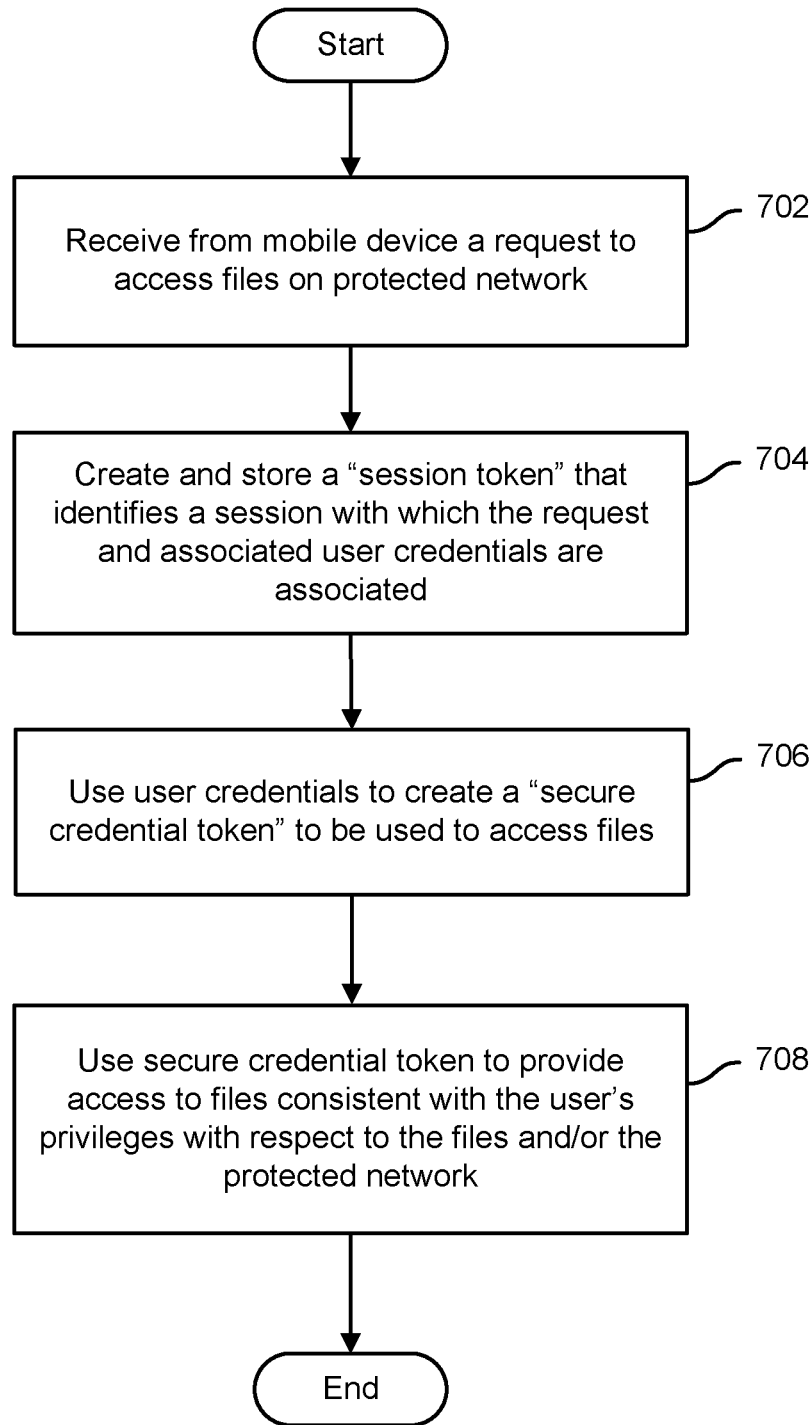 Start
702
Receive from mobile device a request to
access files on protected network
704
Create and store a “session token” that
identifies a session with which the request
and associated user credentials are
associated
706
Use user credentials to create a “secure
credential token” to be used to access files
708
Use secure credential token to provide
access to files consistent with the user’s
privileges with respect to the files and/or the
protected network
End